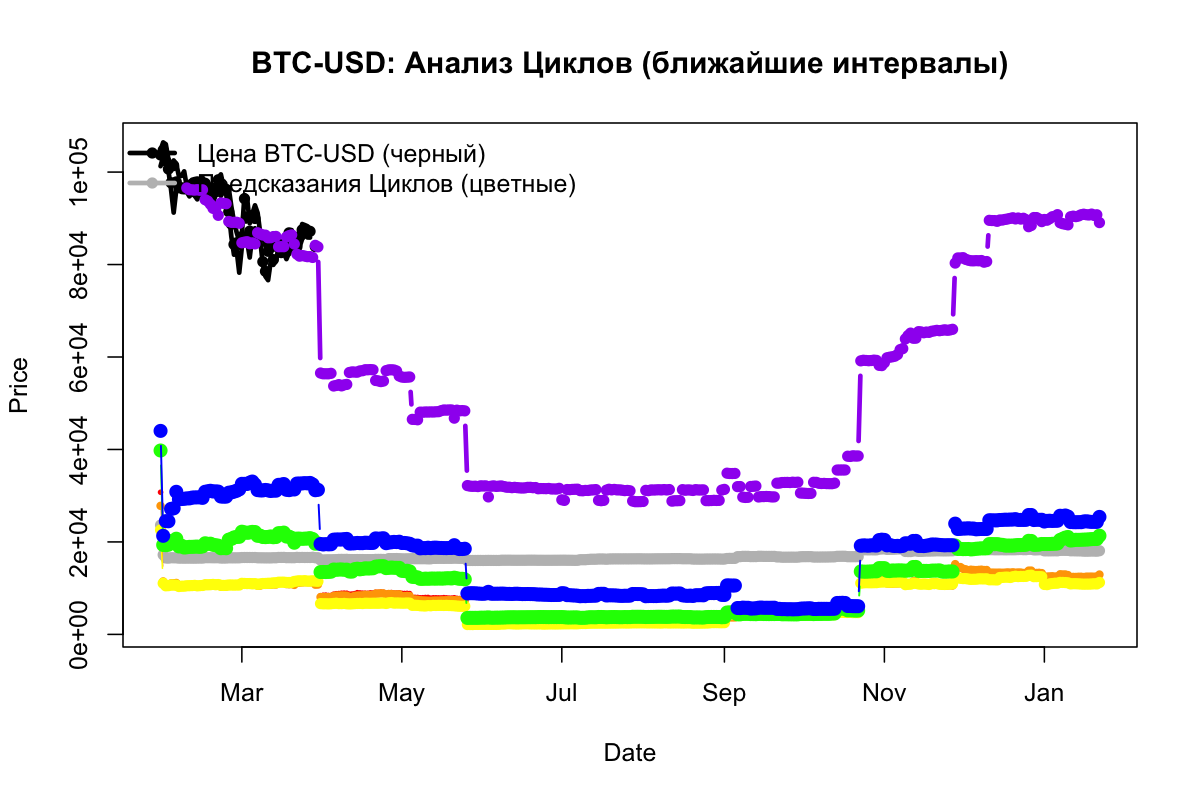 BTC-USD: Анализ Циклов (ближайшие интервалы)
Цена BTC-USD (черный)
Предсказания Циклов (цветные)
Price
1e+05
8e+04
6e+04
4e+04
2e+04
0e+00
Mar
May
Jul
Sep
Nov
Jan
Date